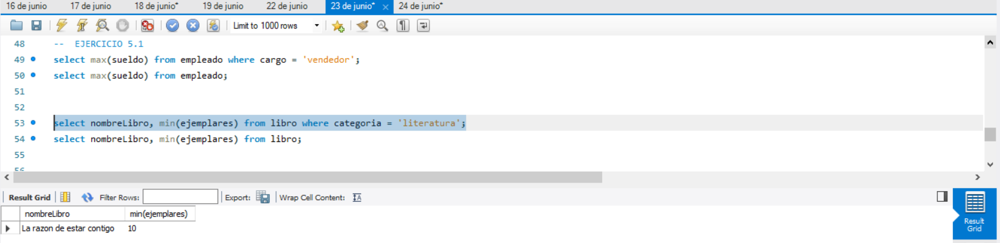 16 de junio 17 de junio 18 de junio* 19 de junio 22 de junio 23 de junio* 24 de junio*
Limit to 1000 rows
48 -- EJERCICIO 5.1
49 select max(sueldo) from empleado where cargo = 'vendedor';
50 select max(sueldo) from empleado;
51
52
53 select nombreLibro, min(ejemplares) from libro where categoria = 'literatura';
54 select nombreLibro, min(ejemplares) from libro;
55
56
Result Grid Filter Rows: Export: Wrap Cell Content:
nombreLibro min(ejemplares)
La razon de estar contigo 10
Result
Grid